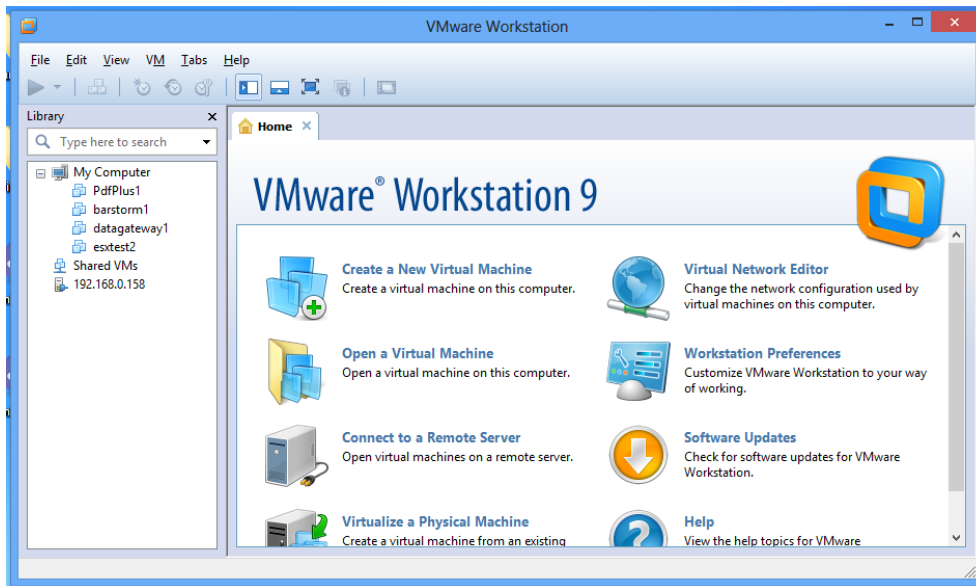 VMware Workstation
File Edit View VM Tabs Help
Library
Home
Type here to search
My Computer
PdfPlus1
barstorm1
datagateway1
esxtest2
Shared VMs
192.168.0.158
VMware® Workstation 9
Create a New Virtual Machine
Create a virtual machine on this computer.
Open a Virtual Machine
Open a virtual machine on this computer.
Connect to a Remote Server
Open virtual machines on a remote server.
Virtualize a Physical Machine
Create a virtual machine from an existing
Virtual Network Editor
Change the network configuration used by
virtual machines on this computer.
Workstation Preferences
Customize VMware Workstation to your way
of working.
Software Updates
Check for software updates for VMware
Workstation.
Help
View the help topics for VMware